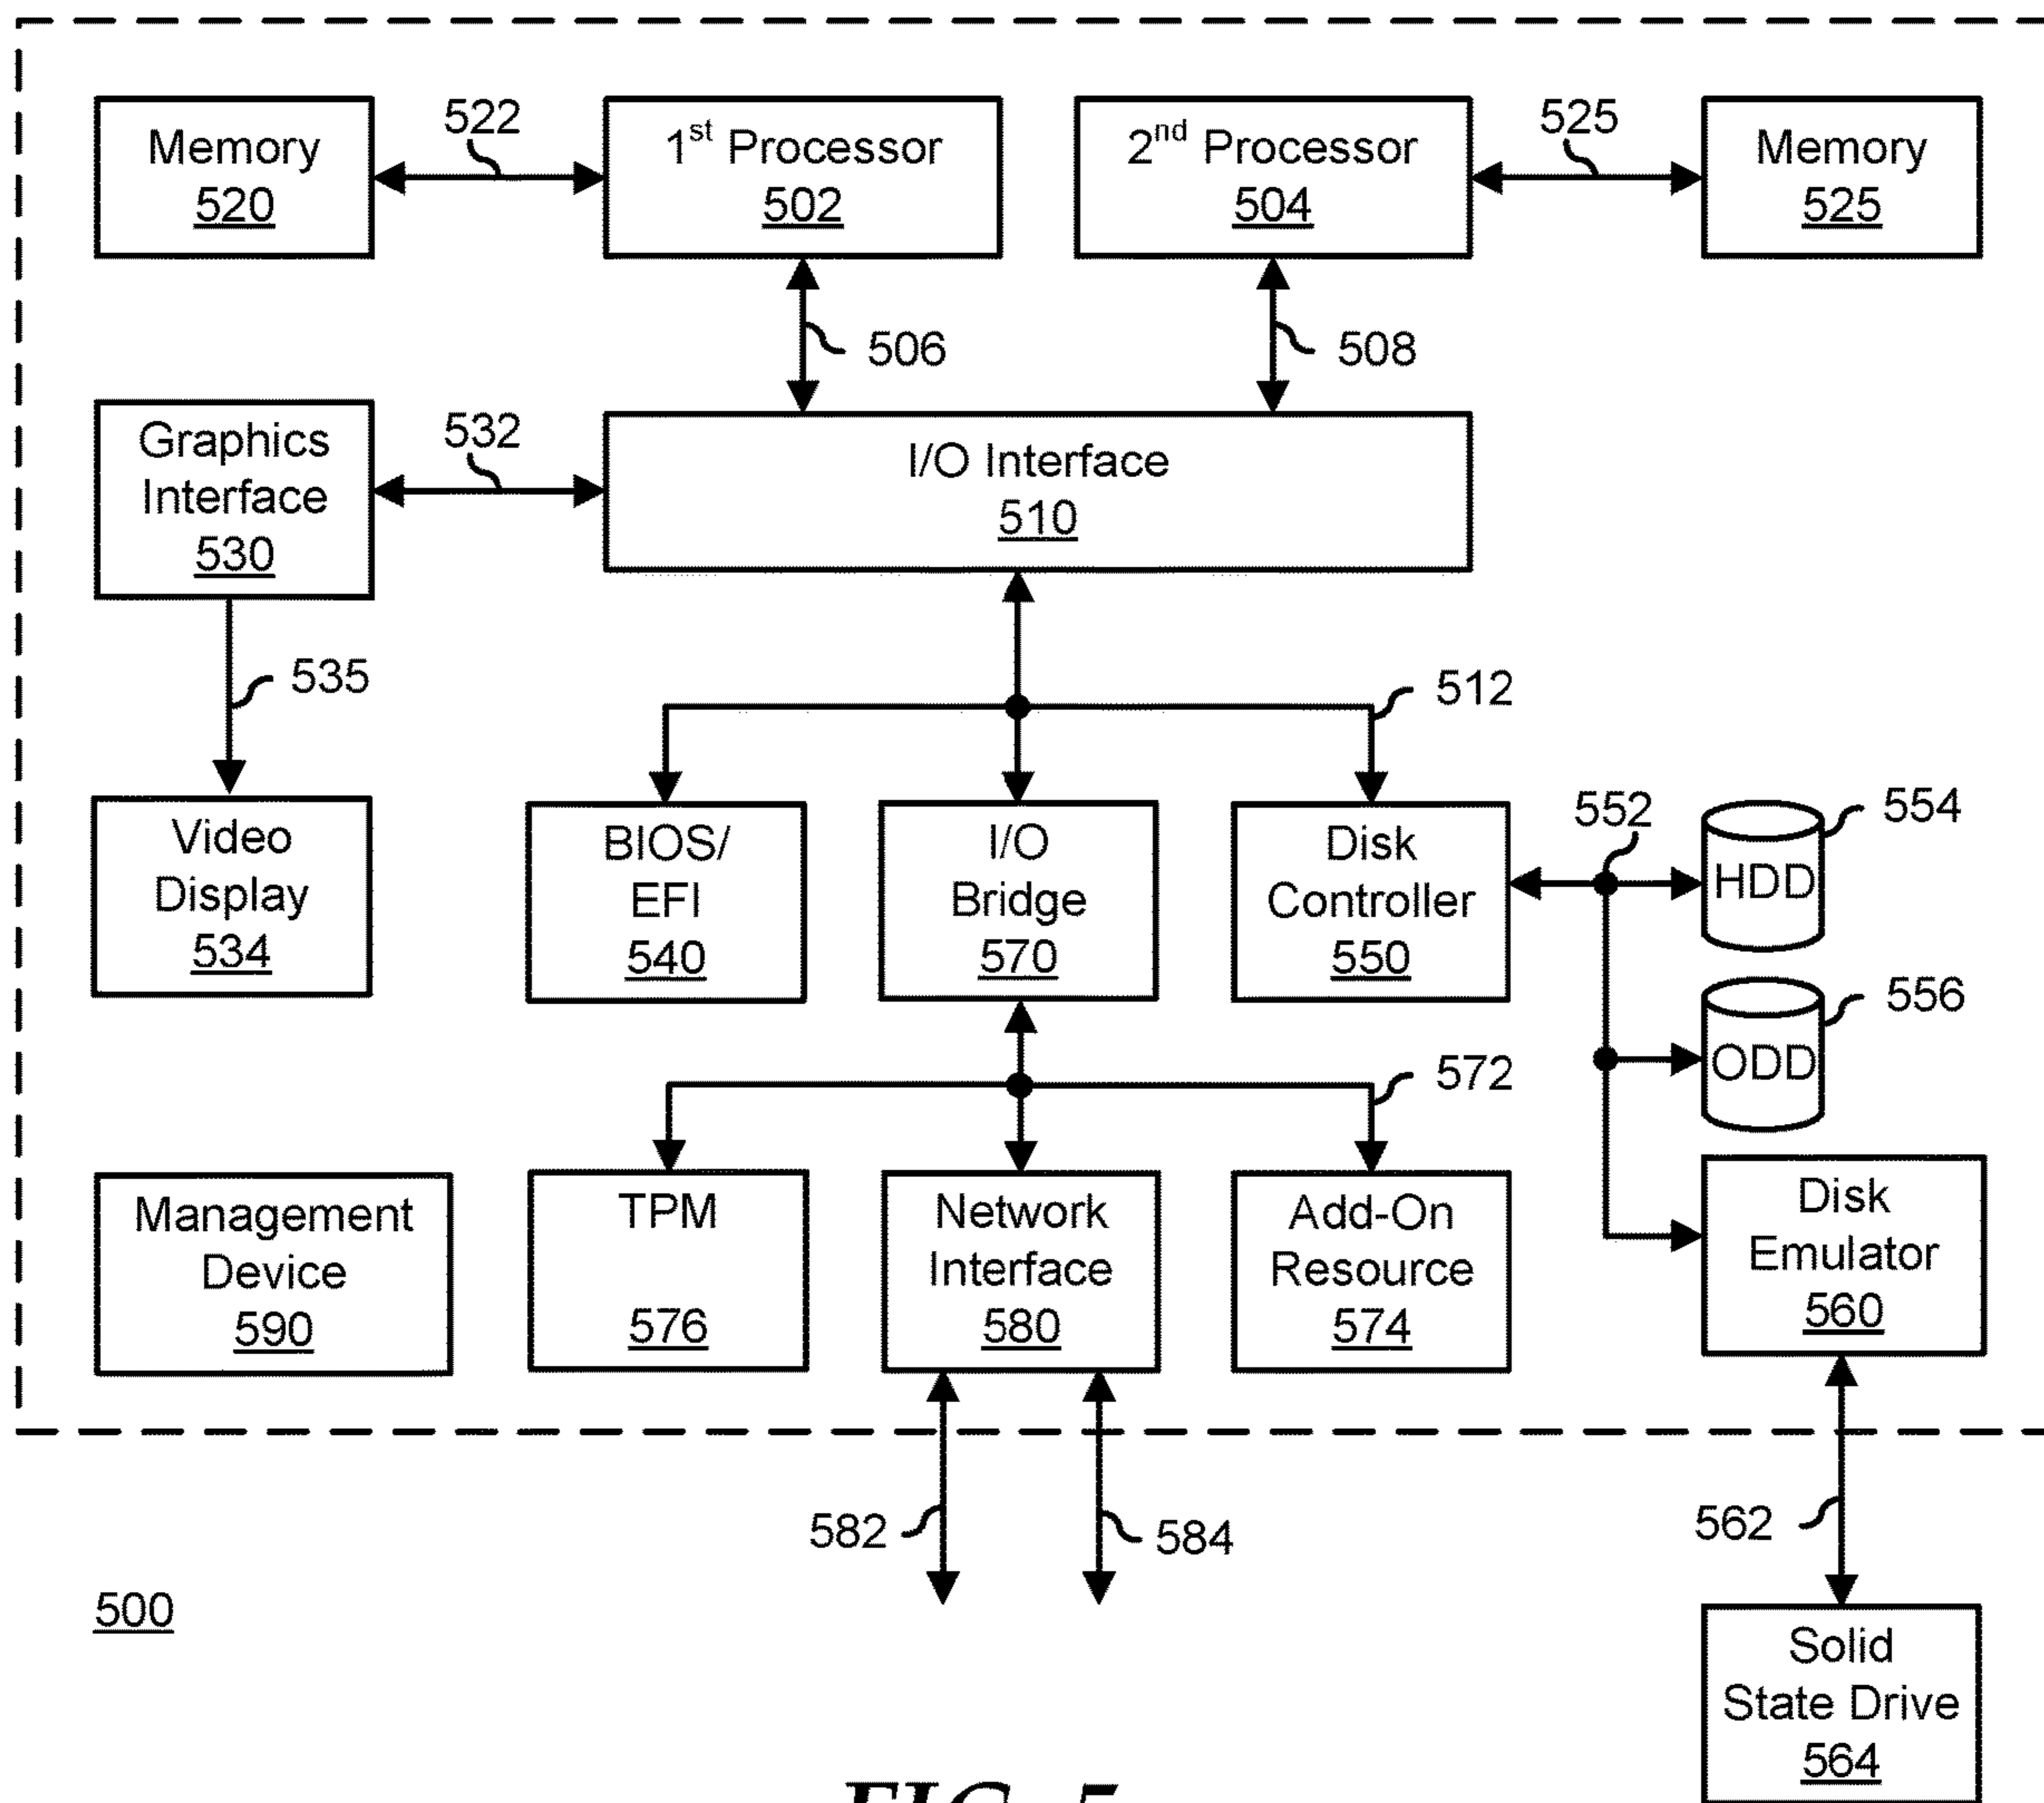 Memory
520
522
1st Processor
502
2nd Processor
504
525
Memory
525
506
508
Graphics
Interface
530
532
I/O Interface
510
535
512
Video
Display
534
BIOS/
EFI
540
I/O
Bridge
570
Disk
Controller
550
552
HDD
554
ODD
556
572
Management
Device
590
TPM
576
Network
Interface
580
Add-On
Resource
574
Disk
Emulator
560
582
584
562
500
Solid
State Drive
564
FIG. 5